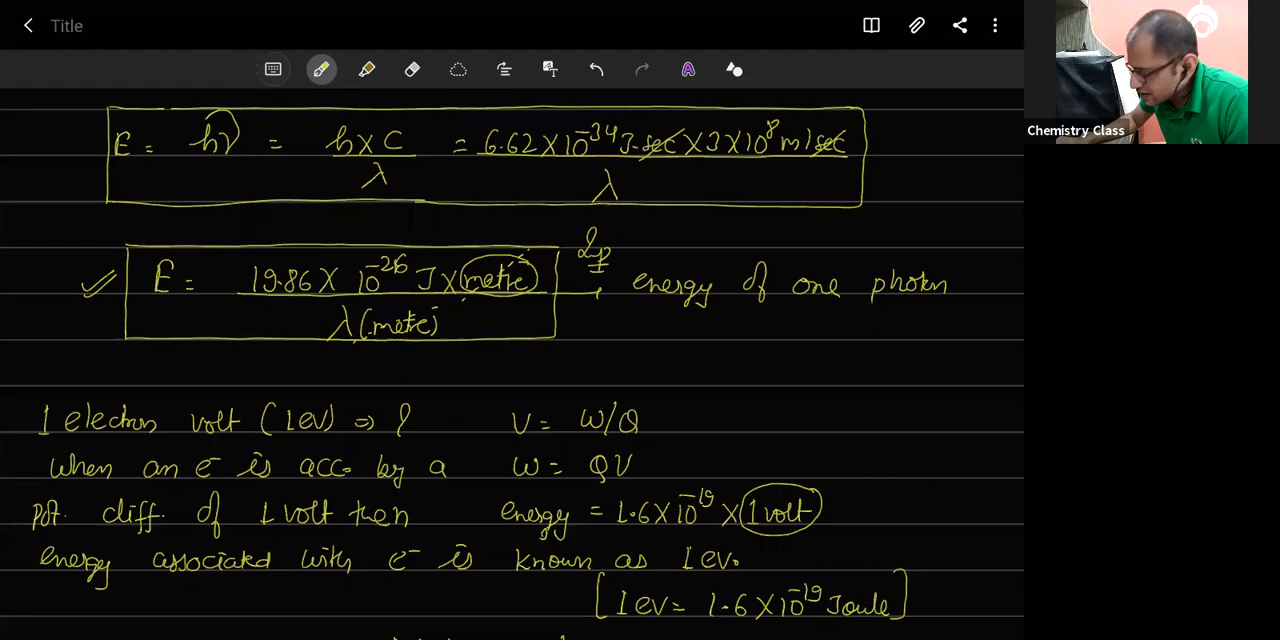 Title
Chemistry Class
E = hν = h×C = 6.62×10⁻³⁴ J·sec×3×10⁸ m/sec
λ λ
Imp
E = 19.86× 10⁻²⁶ J×(metre) energy of one photon
λ(metre)
1 electron volt (1ev) ⇒ ? V = W/Q
when an e⁻ is acc. by a W = QV
pot. diff. of 1 volt then energy = 1.6×10⁻¹⁹ × 1 volt
energy associated with e⁻ is known as 1ev.
[1ev = 1.6×10⁻¹⁹ Joule]